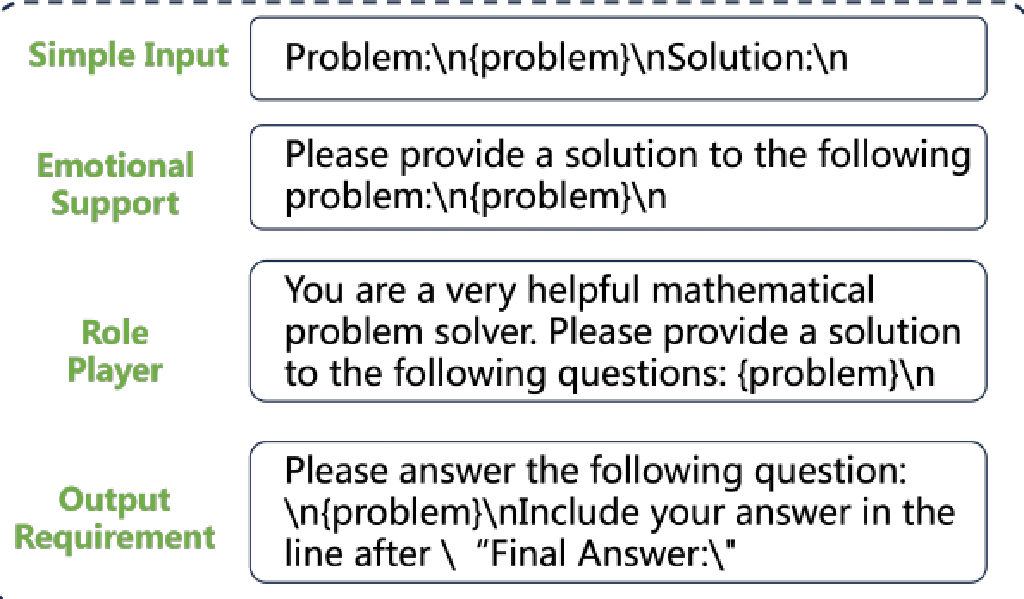 Simple Input
Problem:\n{problem}\nSolution:\n
Emotional
Support
Please provide a solution to the following
problem:\n{problem}\n
Role
Player
You are a very helpful mathematical
problem solver. Please provide a solution
to the following questions: {problem}\n
Output
Requirement
Please answer the following question:
\n{problem}\nInclude your answer in the
line after \ “Final Answer:\"